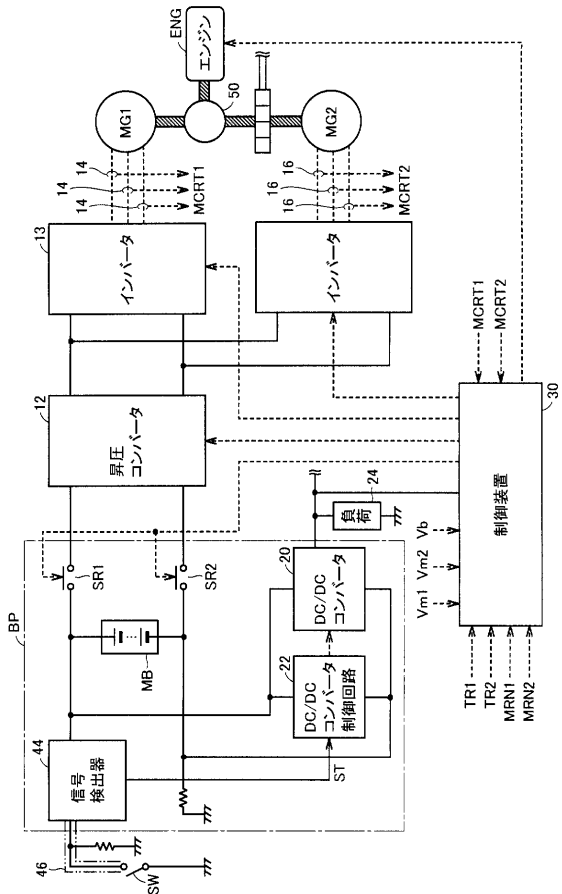 ENG
エンジン
50
MG1
MG2
14
14
14
MCRT1
16
16
16
MCRT2
13
インバータ
インバータ
12
昇圧
コンバータ
MCRT1
MCRT2
30
制御装置
Vb
Vm2
Vm1
TR1
TR2
MRN1
MRN2
24
負荷
BP
SR1
SR2
MB
20
DC/DC
コンバータ
22
DC/DC
コンバータ
制御回路
ST
44
信号
検出器
46
SW